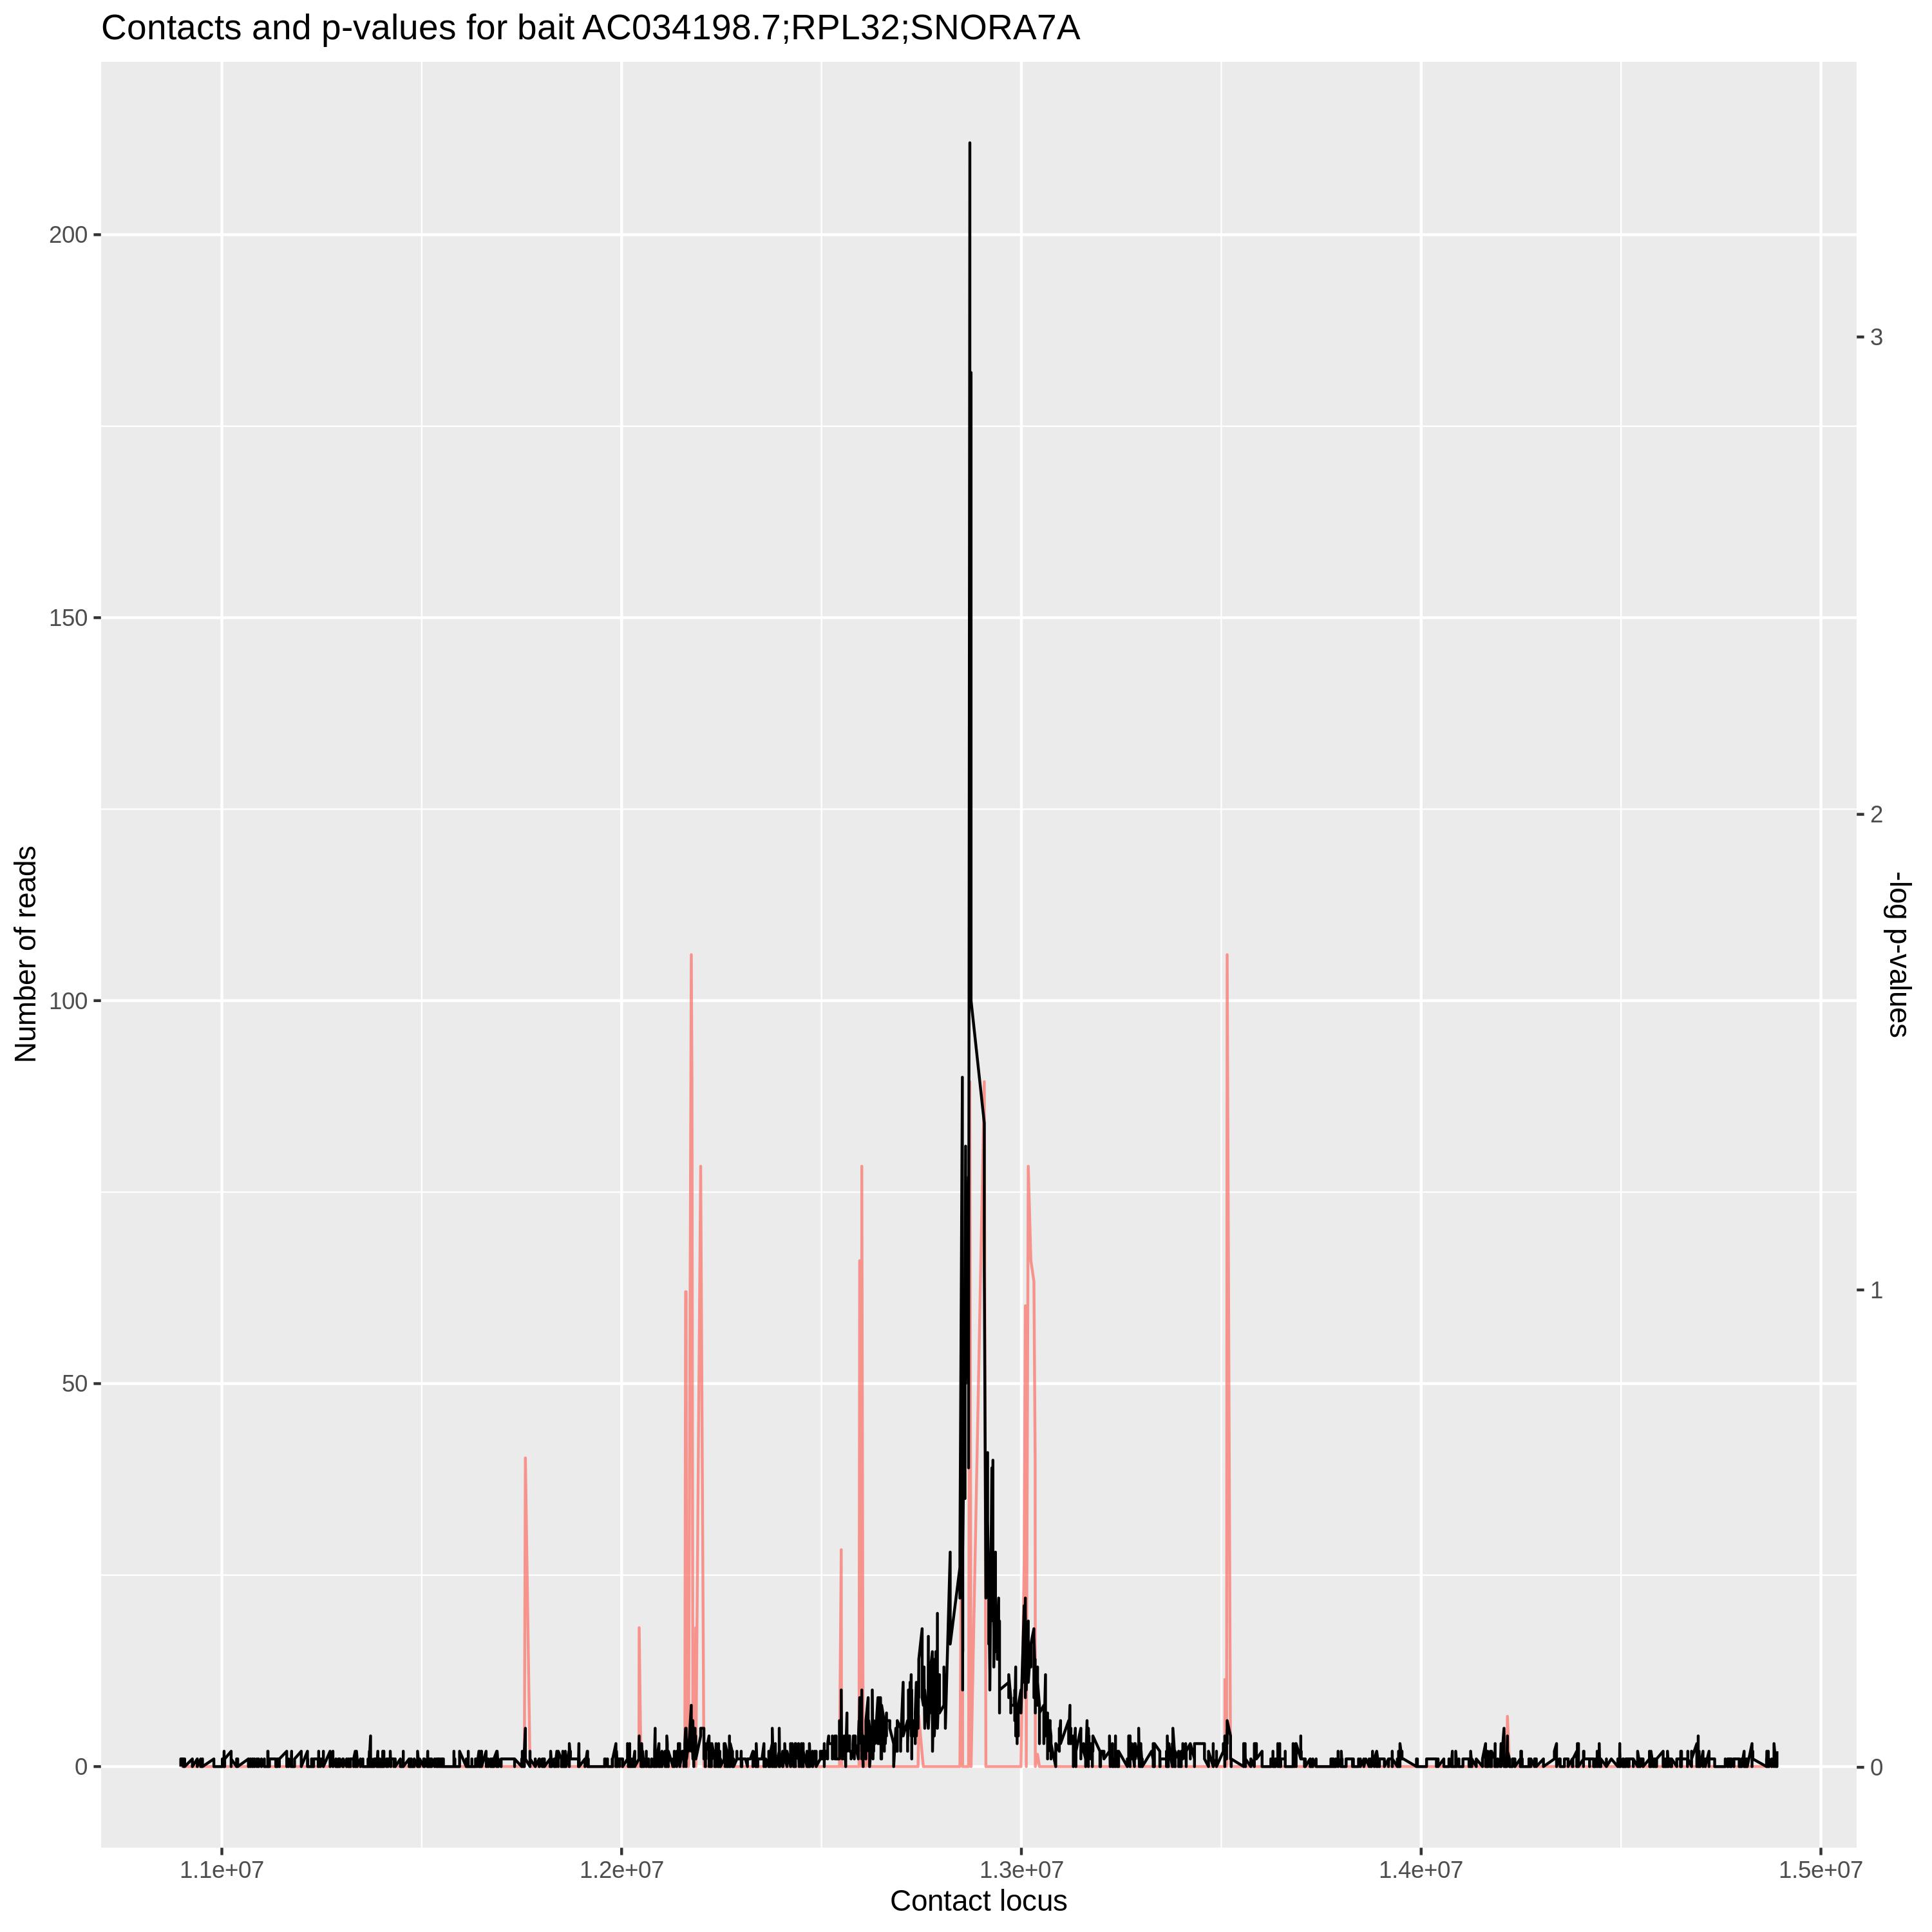 Contacts and p-values for bait AC034198.7;RPL32;SNORA7A
200
150
100
50
0
Number of reads
3
2
1
0
-log p-values
1.1e+07
1.2e+07
1.3e+07
1.4e+07
1.5e+07
Contact locus